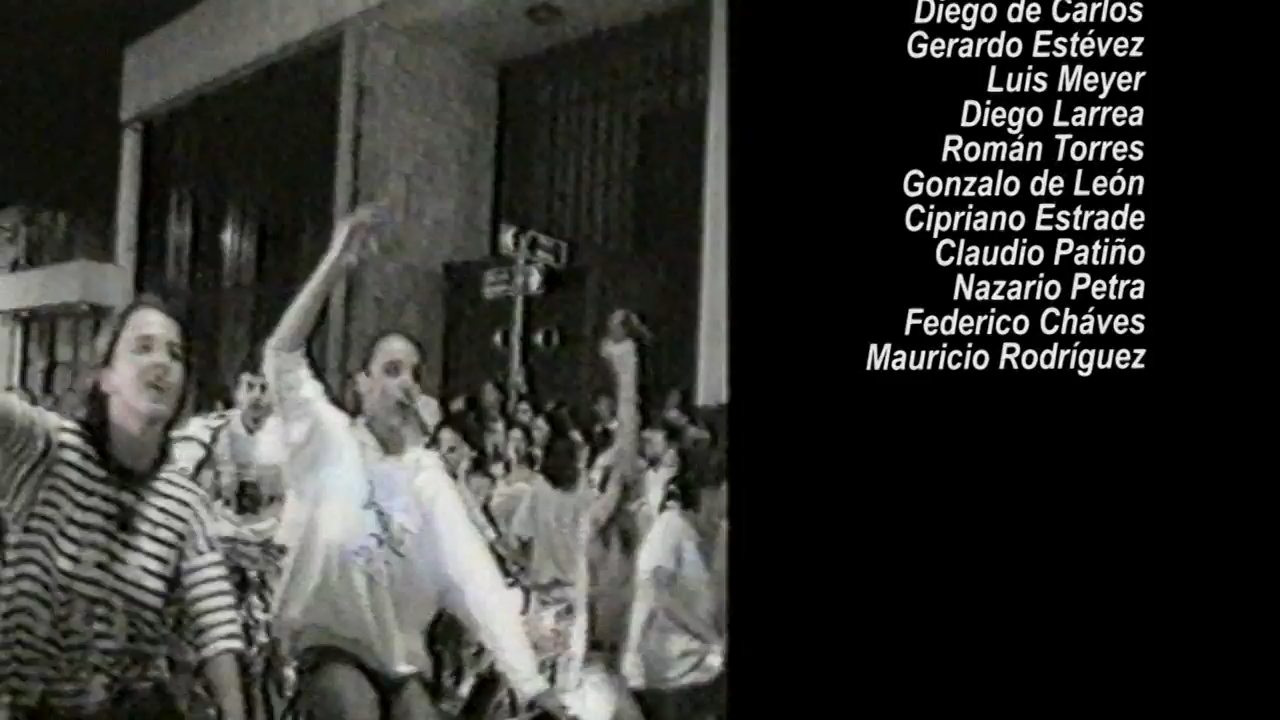 Diego de Carlos
Gerardo Estévez
Luis Meyer
Diego Larrea
Román Torres
Gonzalo de León
Cipriano Estrade
Claudio Patiño
Nazario Petra
Federico Cháves
Mauricio Rodríguez